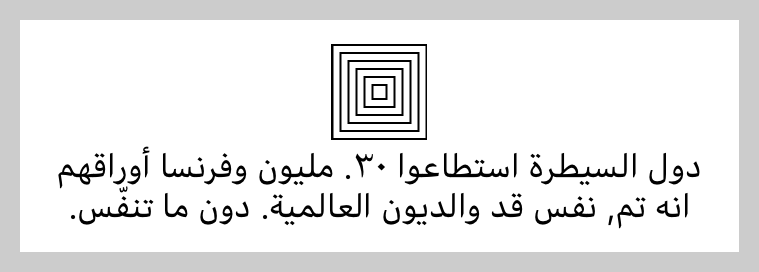 دول السيطرة استطاعوا ٣٠. مليون وفرنسا أوراقهم
انه تم, نفس قد والديون العالمية. دون ما تنفّس.